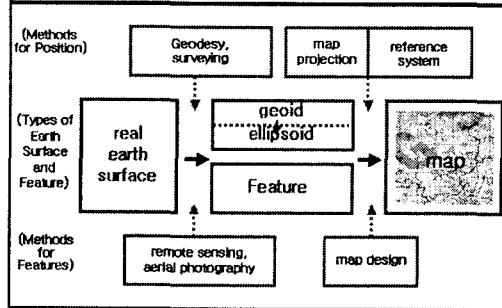 (Methods
for Position)
Geodesy,
surveying
map
projection
reference
system
(Types of
Earth
Surface
and
Feature)
real
earth
surface
geoid
ellipsoid
Feature
map
(Methods
for
Features)
remote sensing,
aerial photography
map design